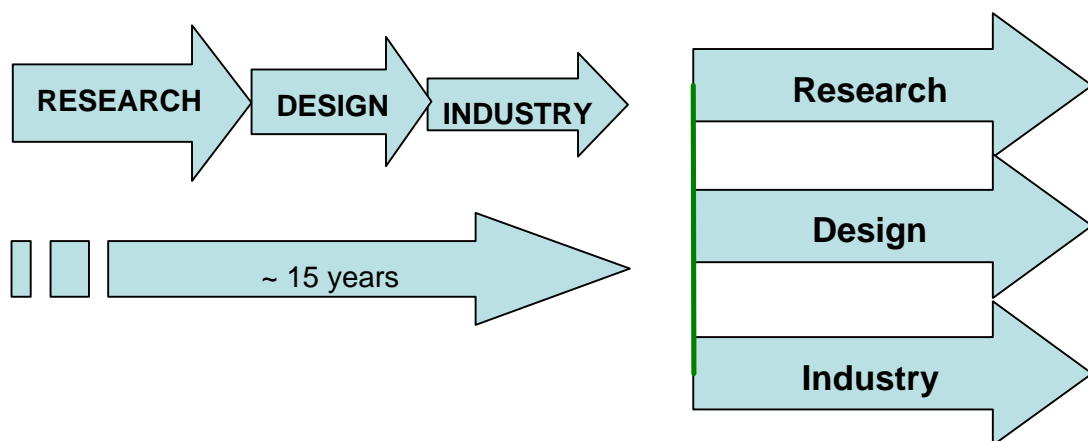 RESEARCH
DESIGN
INDUSTRY
~ 15 years
Research
Design
Industry